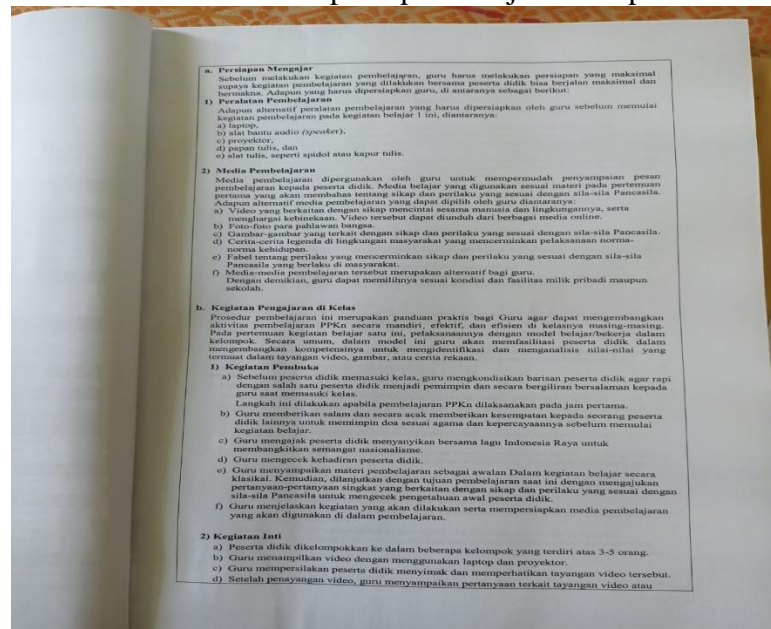 a. Persiapan Mengajar
Sebelum melakukan kegiatan pembelajaran, guru harus melakukan persiapan yang maksimal
supaya kegiatan pembelajaran yang dilakukan bersama peserta didik bisa berjalan maksimal dan
bermakna. Adapun yang harus dipersiapkan guru, di antaranya sebagai berikut:
1) Peralatan Pembelajaran
Adapun alternatif peralatan pembelajaran yang harus dipersiapkan oleh guru sebelum memulai
kegiatan pembelajaran pada kegiatan belajar 1 ini, diantaranya:
a) laptop,
b) alat bantu audio (speaker),
c) proyektor,
d) papan tulis, dan
e) alat tulis, seperti spidol atau kapur tulis.
2) Media Pembelajaran
Media pembelajaran dipergunakan oleh guru untuk mempermudah penyampaian pesan
pembelajaran kepada peserta didik. Media belajar yang digunakan sesuai materi pada pertemuan
pertama yang akan membahas tentang sikap dan perilaku yang sesuai dengan sila-sila Pancasila.
Adapun alternatif media pembelajaran yang dapat dipilih oleh guru diantaranya:
a) Video yang berkaitan dengan sikap mencintai sesama manusia dan lingkungannya, serta
menghargai kebinekaan. Video tersebut dapat diunduh dari berbagai media online.
b) Foto-foto para pahlawan bangsa.
c) Gambar-gambar yang terkait dengan sikap dan perilaku yang sesuai dengan sila-sila Pancasila.
d) Cerita-cerita legenda di lingkungan masyarakat yang mencerminkan pelaksanaan norma-
norma kehidupan.
e) Fabel tentang perilaku yang mencerminkan sikap dan perilaku yang sesuai dengan sila-sila
Pancasila yang berlaku di masyarakat.
f) Media-media pembelajaran tersebut merupakan alternatif bagi guru.
Dengan demikian, guru dapat memilihnya sesuai kondisi dan fasilitas milik pribadi maupun
sekolah.
b. Kegiatan Pengajaran di Kelas
Prosedur pembelajaran ini merupakan panduan praktis bagi Guru agar dapat mengembangkan
aktivitas pembelajaran PPKn secara mandiri, efektif, dan efisien di kelasnya masing-masing.
Pada pertemuan kegiatan belajar satu ini, pelaksanaannya dengan model belajar/bekerja dalam
kelompok. Secara umum, dalam model ini guru akan memfasilitasi peserta didik dalam
mengembangkan kompetensinya untuk mengidentifikasi dan menganalisis nilai-nilai yang
termuat dalam tayangan video, gambar, atau cerita rekaan.
1) Kegiatan Pembuka
a) Sebelum peserta didik memasuki kelas, guru mengkondisikan barisan peserta didik agar rapi
dengan salah satu peserta didik menjadi pemimpin dan secara bergiliran bersalaman kepada
guru saat memasuki kelas.
Langkah ini dilakukan apabila pembelajaran PPKn dilaksanakan pada jam pertama.
b) Guru memberikan salam dan secara acak memberikan kesempatan kepada seorang peserta
didik lainnya untuk memimpin doa sesuai agama dan kepercayaannya sebelum memulai
kegiatan belajar.
c) Guru mengajak peserta didik menyanyikan bersama lagu Indonesia Raya untuk
membangkitkan semangat nasionalisme.
d) Guru mengecek kehadiran peserta didik.
e) Guru menyampaikan materi pembelajaran sebagai awalan Dalam kegiatan belajar secara
klasikal. Kemudian, dilanjutkan dengan tujuan pembelajaran saat ini dengan mengajukan
pertanyaan-pertanyaan singkat yang berkaitan dengan sikap dan perilaku yang sesuai dengan
sila-sila Pancasila untuk mengecek pengetahuan awal peserta didik.
f) Guru menjelaskan kegiatan yang akan dilakukan serta mempersiapkan media pembelajaran
yang akan digunakan di dalam pembelajaran.
2) Kegiatan Inti
a) Peserta didik dikelompokkan ke dalam beberapa kelompok yang terdiri atas 3-5 orang.
b) Guru menampilkan video dengan menggunakan laptop dan proyektor.
c) Guru mempersilakan peserta didik menyimak dan memperhatikan tayangan video tersebut.
d) Setelah penayangan video, guru menyampaikan pertanyaan terkait tayangan video atau